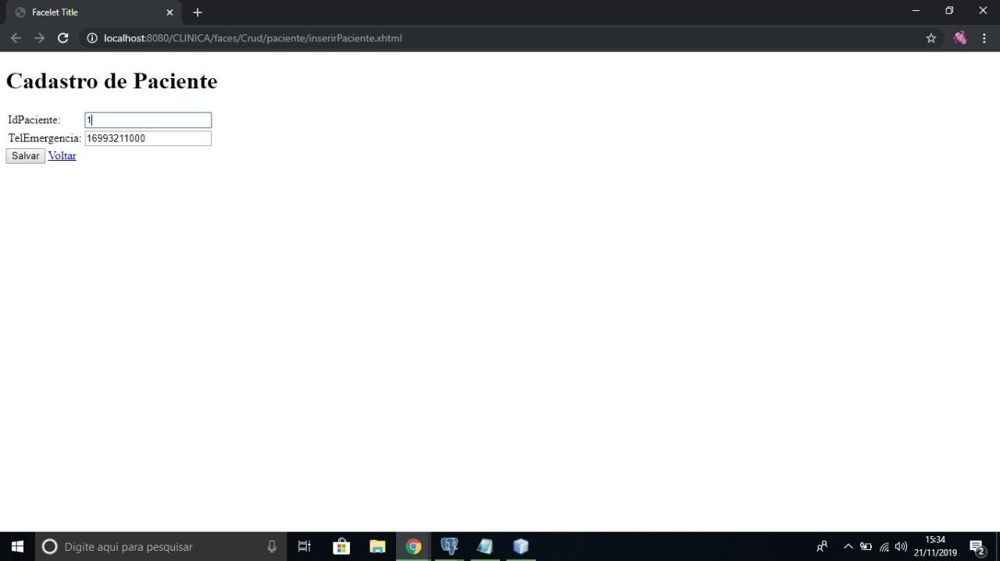 Facelet Title
localhost:8080/CLINICA/faces/Crud/paciente/inserirPaciente.xhtml
Cadastro de Paciente
IdPaciente: 1
TelEmergencia: 16993211000
Salvar Voltar
Digite aqui para pesquisar
15:34
21/11/2019
2